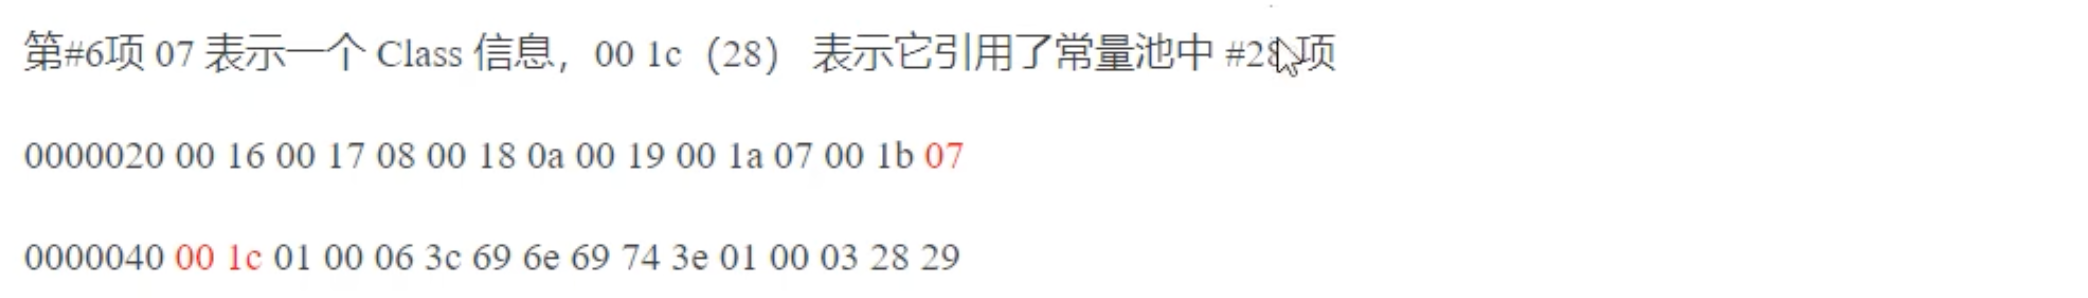 第#6项 07 表示一个 Class 信息，00 1c（28） 表示它引用了常量池中 #28项
0000020 00 16 00 17 08 00 18 0a 00 19 00 1a 07 00 1b 07
0000040 00 1c 01 00 06 3c 69 6e 69 74 3e 01 00 03 28 29